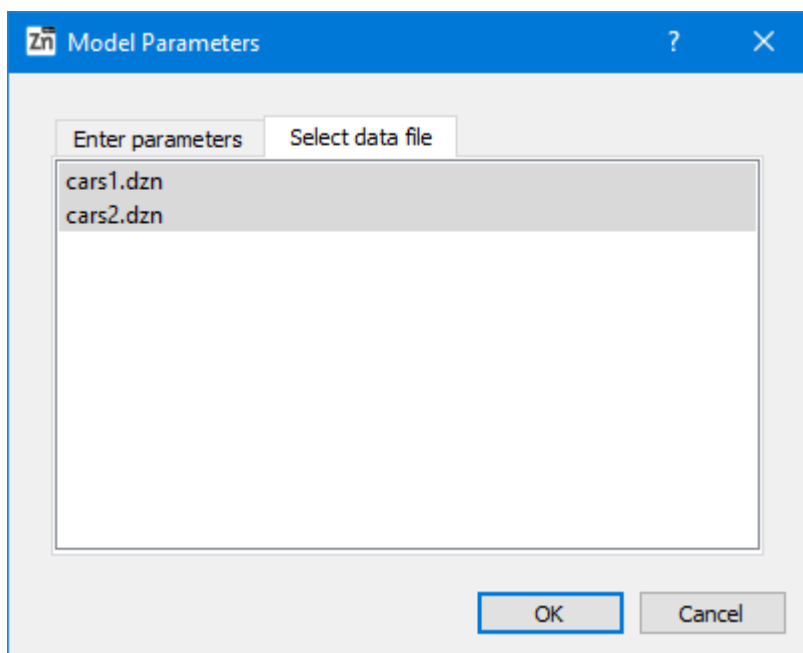 Zn Model Parameters ?
Enter parameters Select data file
cars1.dzn
cars2.dzn
OK Cancel